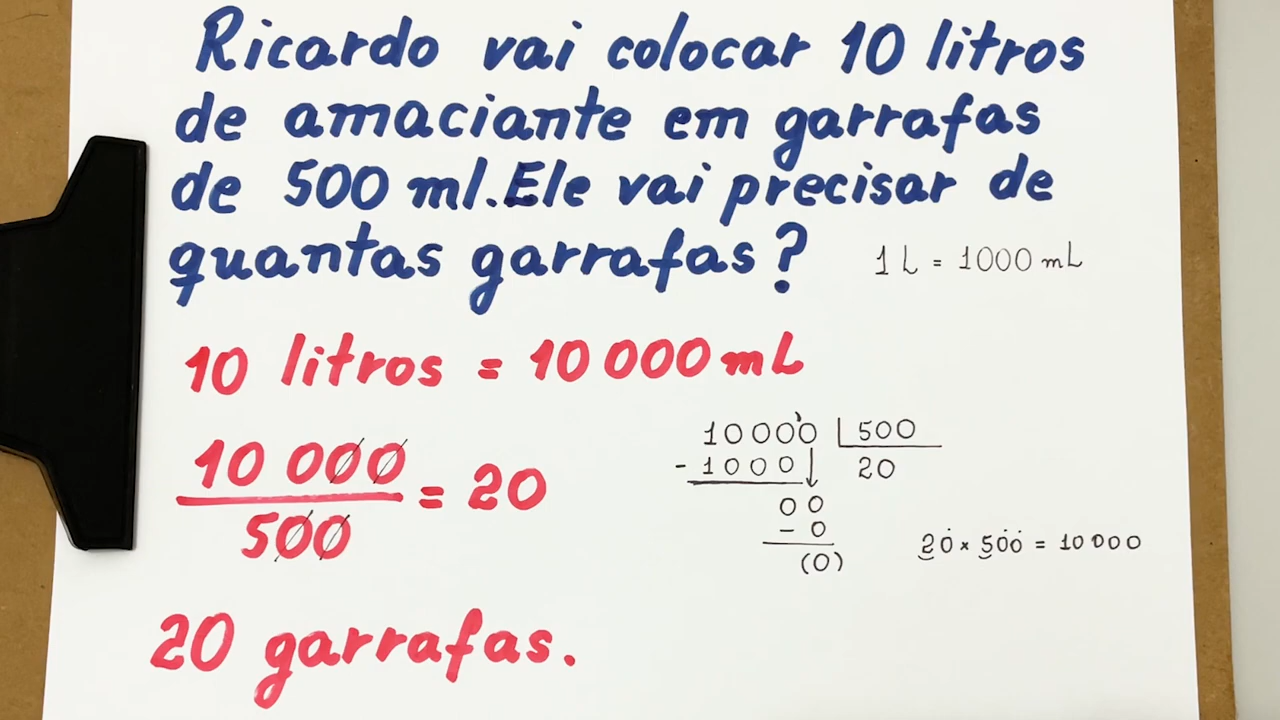 Ricardo vai colocar 10 litros
de amaciante em garrafas
de 500 ml. Ele vai precisar de
quantas garrafas?
1 L = 1000 mL
10 litros = 10 000 mL
10 000
500
= 20
10000 | 500
- 1000 20
00
- 0
(0)
20 × 500 = 10000
20 garrafas.